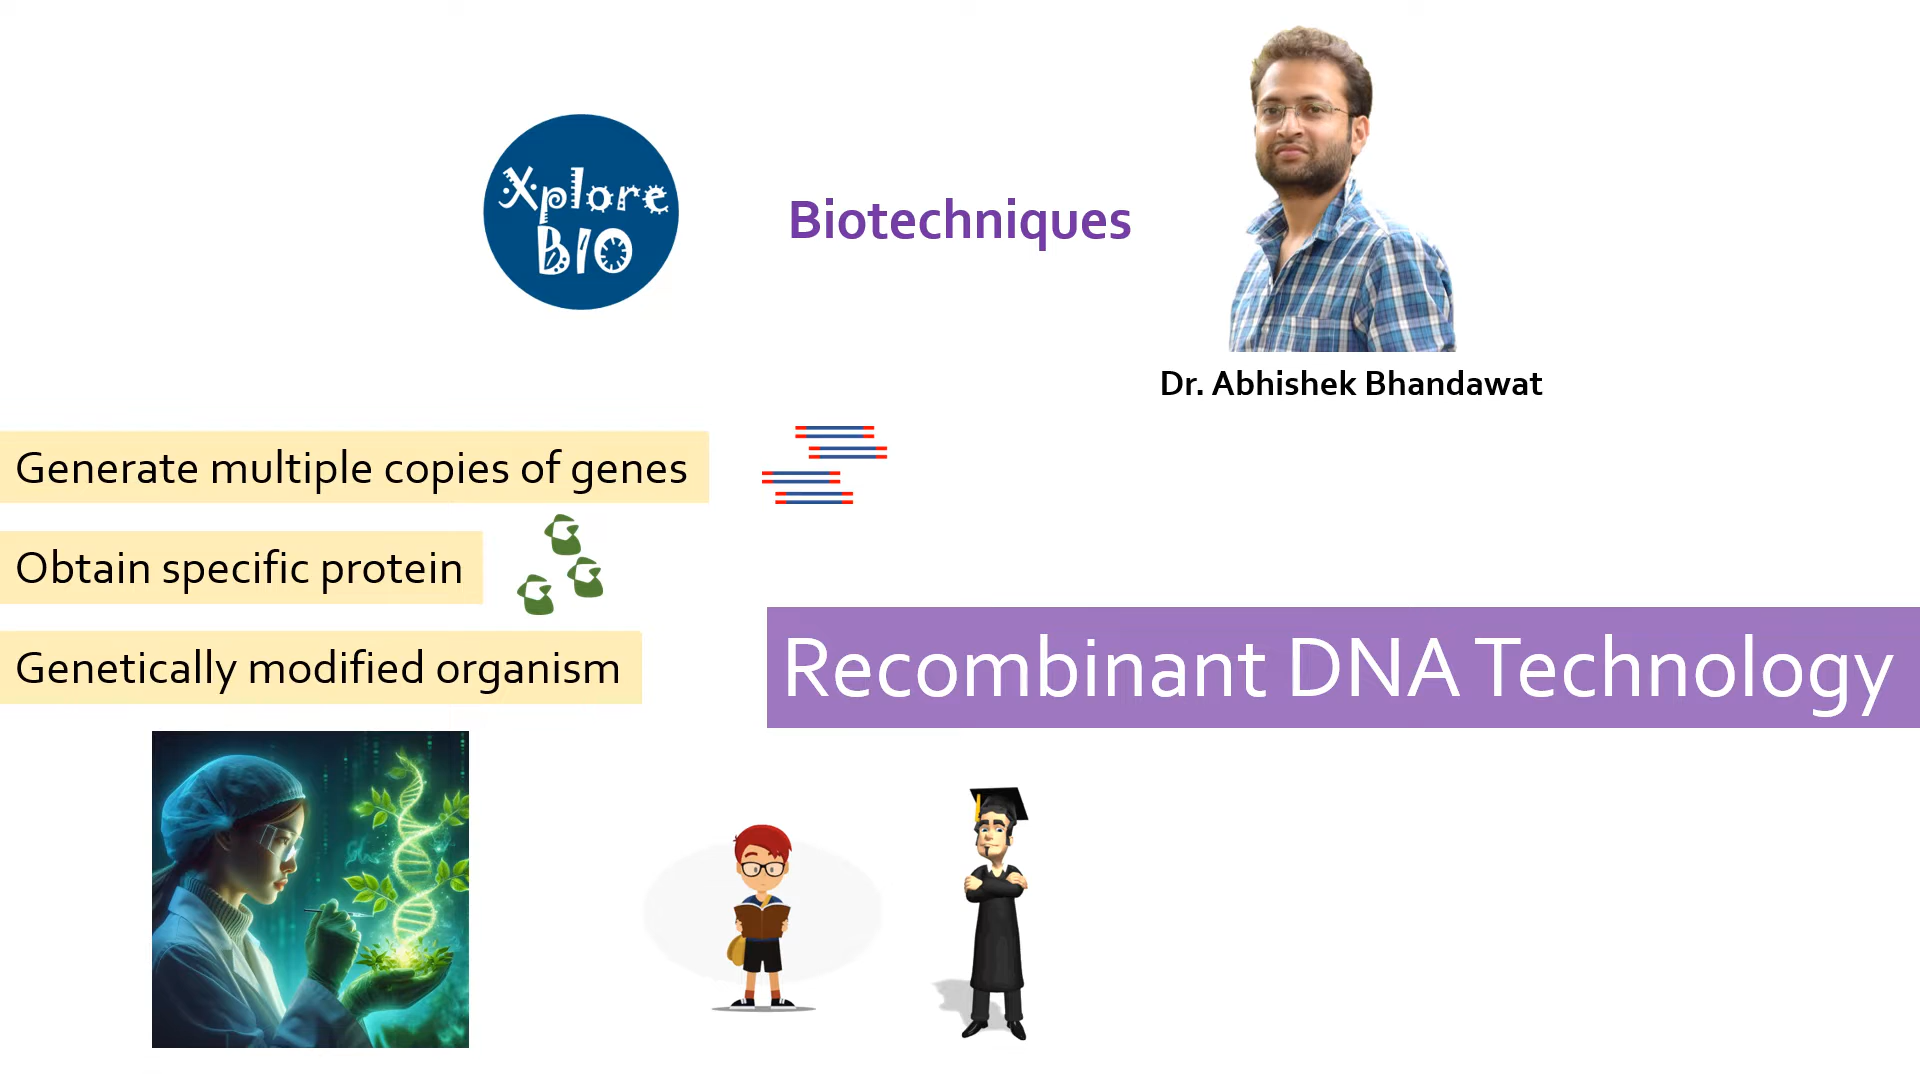 Xplore
BIO
Biotechniques
Dr. Abhishek Bhandawat
Generate multiple copies of genes
Obtain specific protein
Genetically modified organism
Recombinant DNA Technology